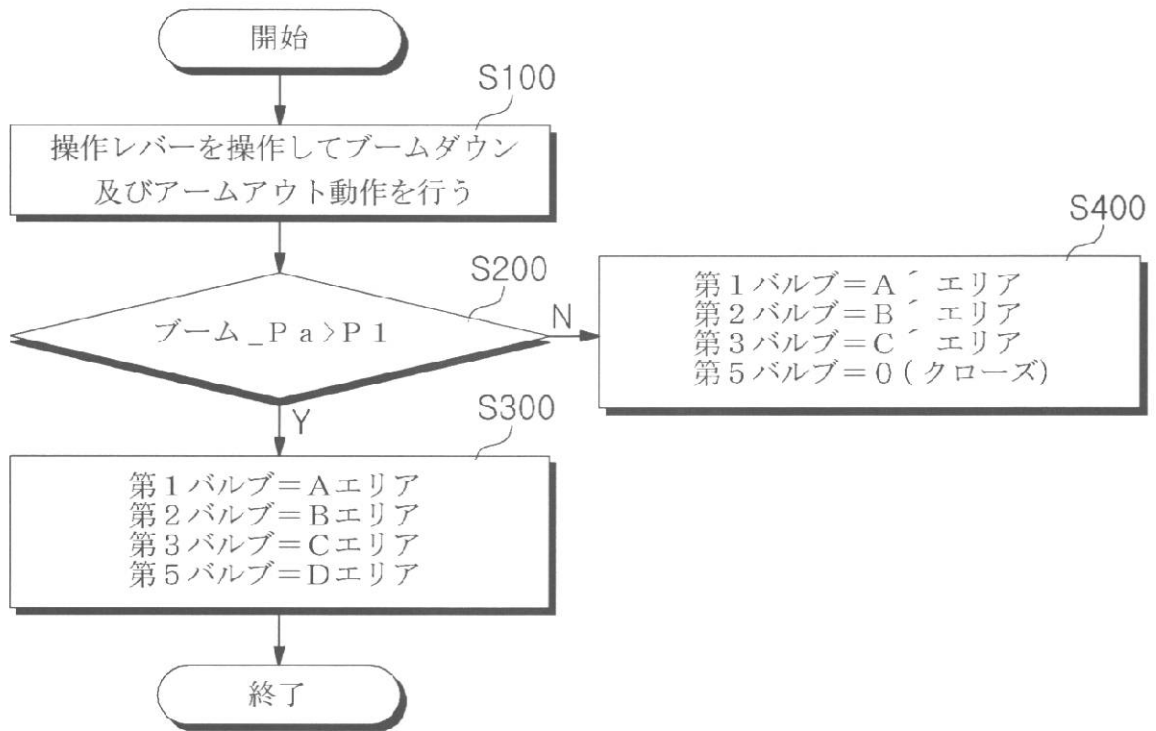 開始
S100
操作レバーを操作してブームダウン
及びアームアウト動作を行う
S200
ブーム_Pa>P1
N
S400
第1バルブ=A´エリア
第2バルブ=B´エリア
第3バルブ=C´エリア
第5バルブ=0(クローズ)
Y
S300
第1バルブ=Aエリア
第2バルブ=Bエリア
第3バルブ=Cエリア
第5バルブ=Dエリア
終了